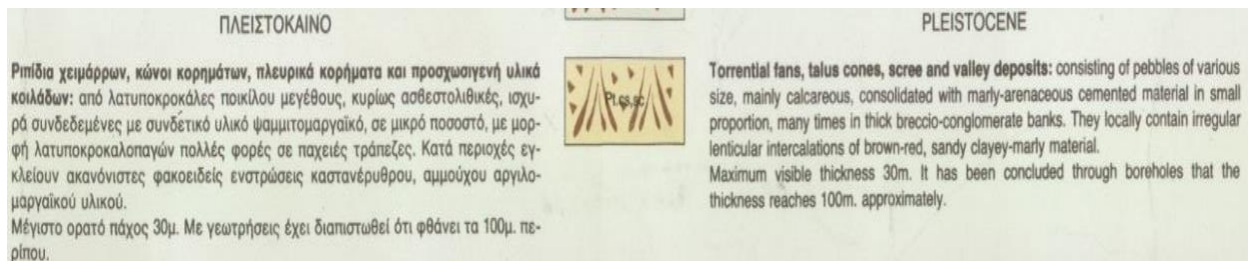 ΠΛΕΙΣΤΟΚΑΙΝΟ
Ριπίδια χειμάρρων, κώνοι κορημάτων, πλευρικά κορήματα και προσχωσιγενή υλικά
κοιλάδων: από λατυποκροκάλες ποικίλου μεγέθους, κυρίως ασβεστολιθικές, ισχυ-
ρά συνδεδεμένες με συνδετικό υλικό ψαμμιτομαργαϊκό, σε μικρό ποσοστό, με μορ-
φή λατυποκροκαλοπαγών πολλές φορές σε παχειές τράπεζες. Κατά περιοχές εγ-
κλείουν ακανόνιστες φακοειδείς ενστρώσεις καστανέρυθρου, αμμούχου αργιλο-
μαργαϊκού υλικού.
Μέγιστο ορατό πάχος 30μ. Με γεωτρήσεις έχει διαπιστωθεί ότι φθάνει τα 100μ. πε-
ρίπου.
Pl.cs,sc
PLEISTOCENE
Torrential fans, talus cones, scree and valley deposits: consisting of pebbles of various
size, mainly calcareous, consolidated with marly-arenaceous cemented material in small
proportion, many times in thick breccio-conglomerate banks. They locally contain irregular
lenticular intercalations of brown-red, sandy clayey-marly material.
Maximum visible thickness 30m. It has been concluded through boreholes that the
thickness reaches 100m. approximately.